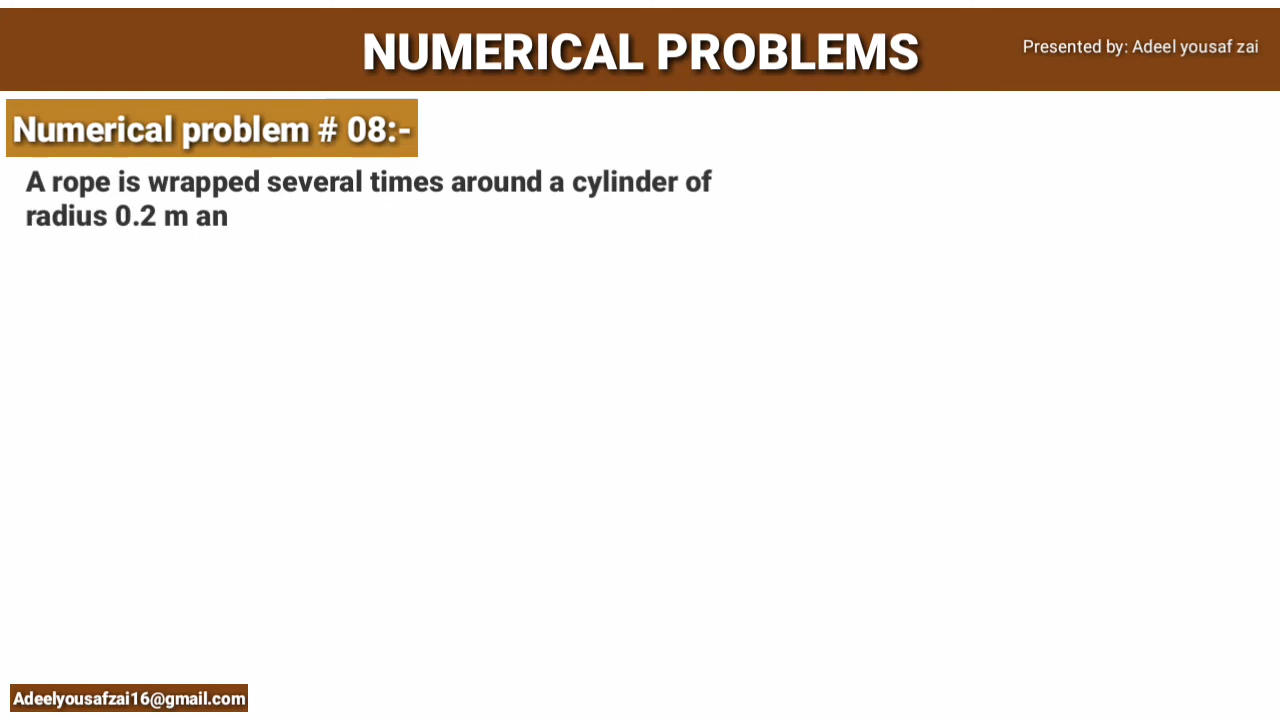 NUMERICAL PROBLEMS
Presented by: Adeel yousaf zai
Numerical problem # 08:-
A rope is wrapped several times around a cylinder of
radius 0.2 m an
Adeelyousafzai16@gmail.com